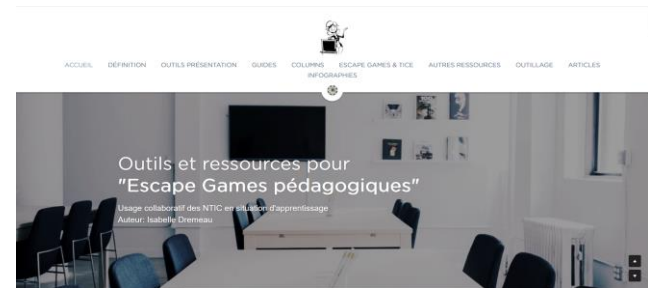 ACCUEIL DÉFINITION OUTILS PRÉSENTATION GUIDES COLUMNS ESCAPE GAMES & TICE AUTRES RESSOURCES OUTILLAGE ARTICLES
INFOGRAPHIES
Outils et ressources pour
"Escape Games pédagogiques"
Usage collaboratif des NTIC en situation d'apprentissage
Auteur: Isabelle Dremeau